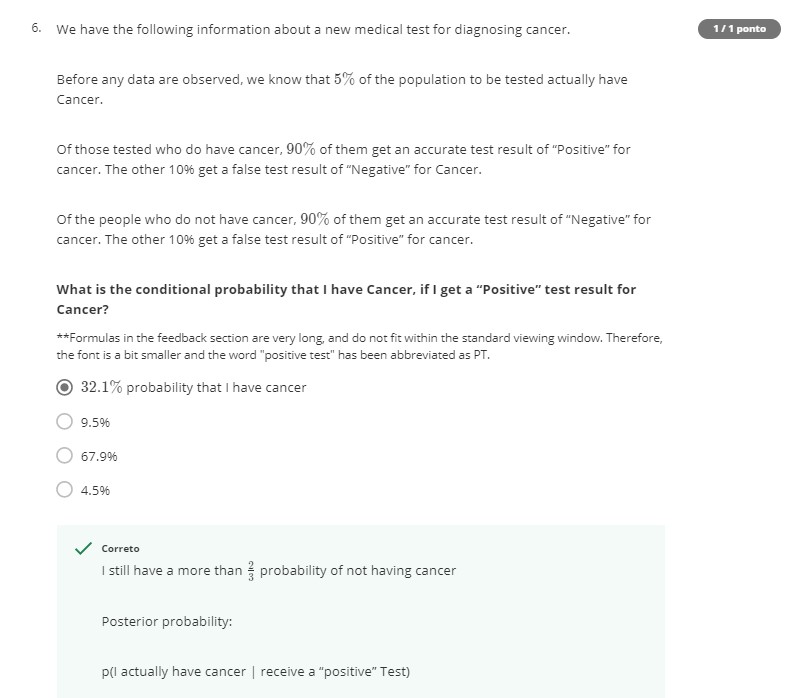 6. We have the following information about a new medical test for diagnosing cancer.
1 / 1 ponto
Before any data are observed, we know that 5% of the population to be tested actually have
Cancer.
Of those tested who do have cancer, 90% of them get an accurate test result of "Positive" for
cancer. The other 10% get a false test result of "Negative" for Cancer.
Of the people who do not have cancer, 90% of them get an accurate test result of "Negative" for
cancer. The other 10% get a false test result of "Positive" for cancer.
What is the conditional probability that I have Cancer, if I get a "Positive" test result for
Cancer?
**Formulas in the feedback section are very long, and do not fit within the standard viewing window. Therefore,
the font is a bit smaller and the word "positive test" has been abbreviated as PT.
32.1% probability that I have cancer
9.5%
67.9%
4.5%
Correto
I still have a more than 2/3 probability of not having cancer
Posterior probability:
p(I actually have cancer | receive a "positive" Test)